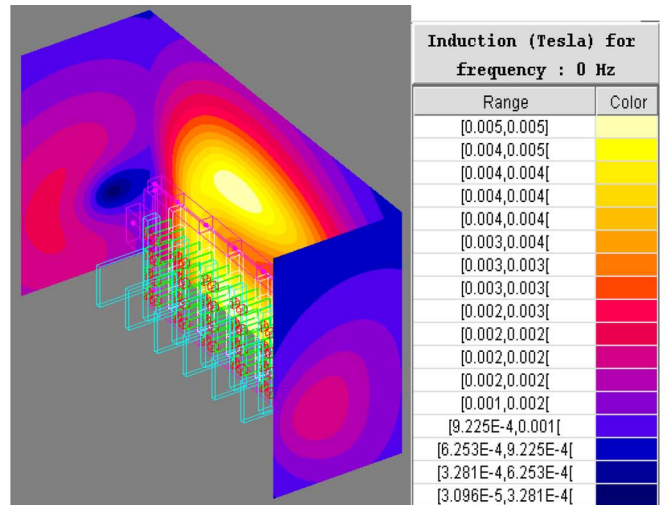 Induction (Tesla) for
frequency : 0 Hz
Range Color
[0.005,0.005]
[0.004,0.005[
[0.004,0.004[
[0.004,0.004[
[0.004,0.004[
[0.003,0.004[
[0.003,0.003[
[0.003,0.003[
[0.002,0.003[
[0.002,0.002[
[0.002,0.002[
[0.002,0.002[
[0.001,0.002[
[9.225E-4,0.001[
[6.253E-4,9.225E-4[
[3.281E-4,6.253E-4[
[3.096E-5,3.281E-4[